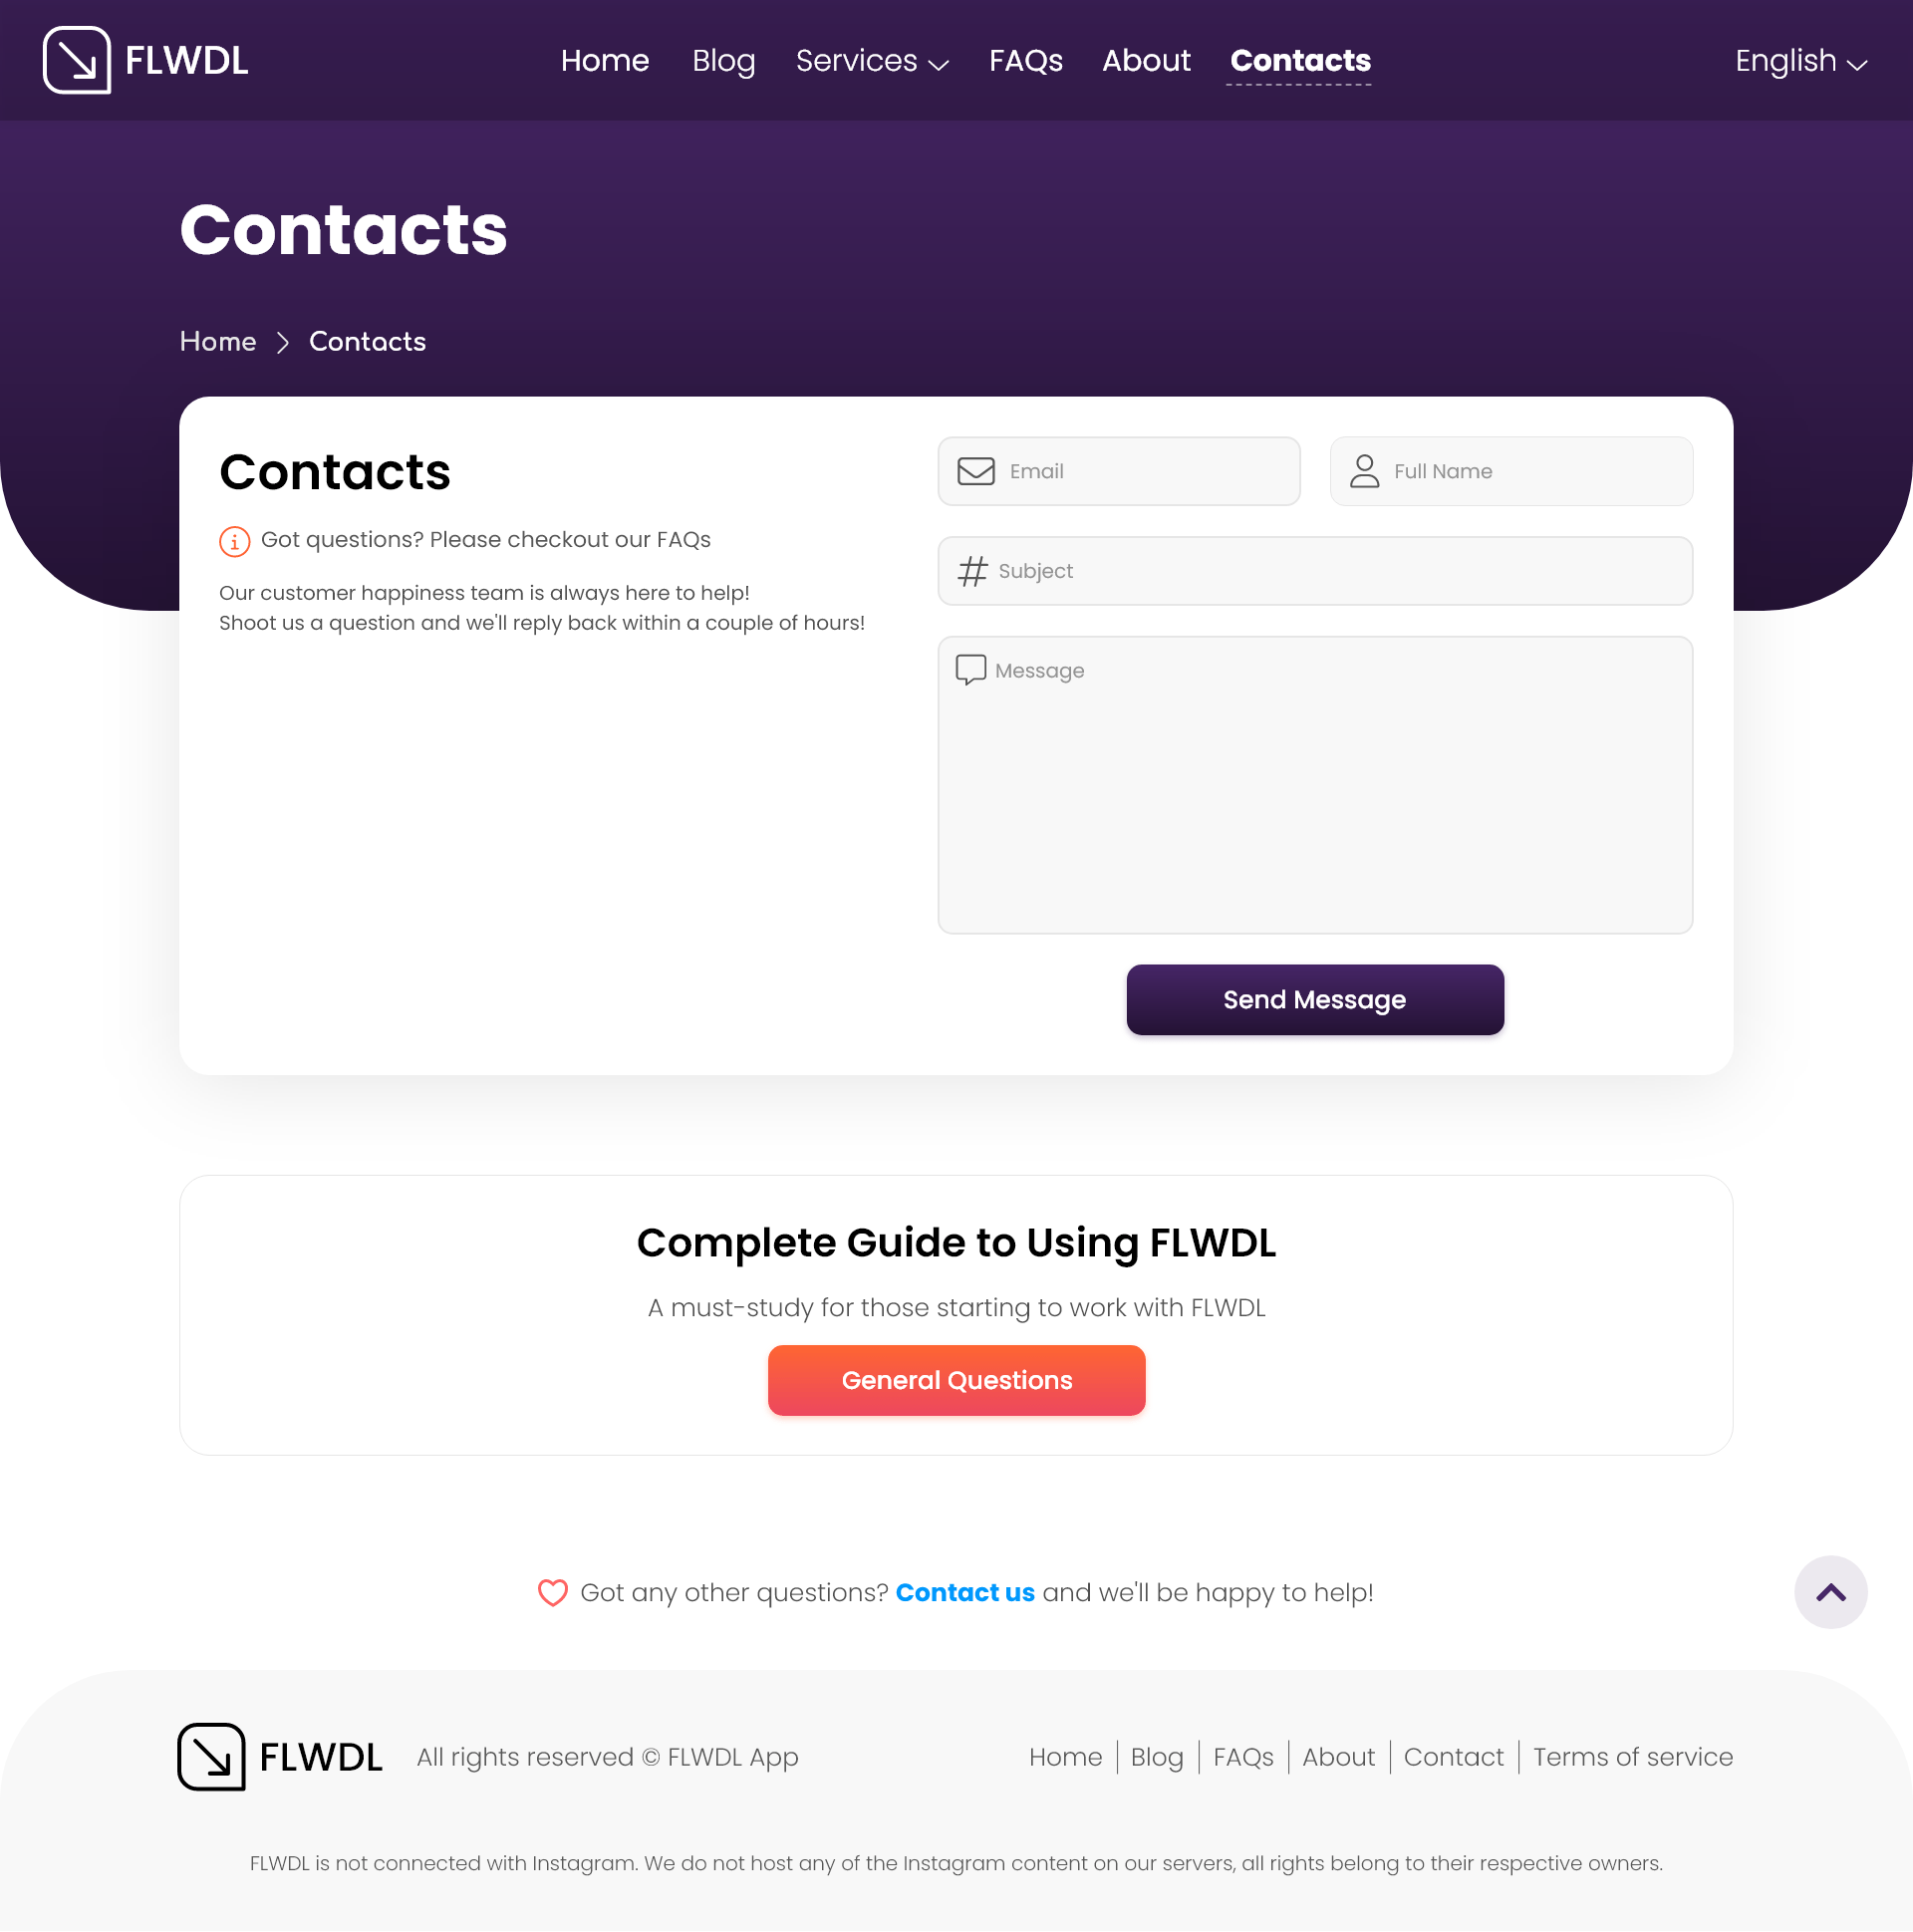 FLWDL
Home Blog Services FAQs About Contacts
English
Contacts
Home Contacts
Contacts
Got questions? Please checkout our FAQs
Our customer happiness team is always here to help!
Shoot us a question and we'll reply back within a couple of hours!
Email
Full Name
# Subject
Message
Send Message
Complete Guide to Using FLWDL
A must-study for those starting to work with FLWDL
General Questions
Got any other questions? Contact us and we'll be happy to help!
FLWDL
All rights reserved © FLWDL App
Home | Blog | FAQs | About | Contact | Terms of service
FLWDL is not connected with Instagram. We do not host any of the Instagram content on our servers, all rights belong to their respective owners.